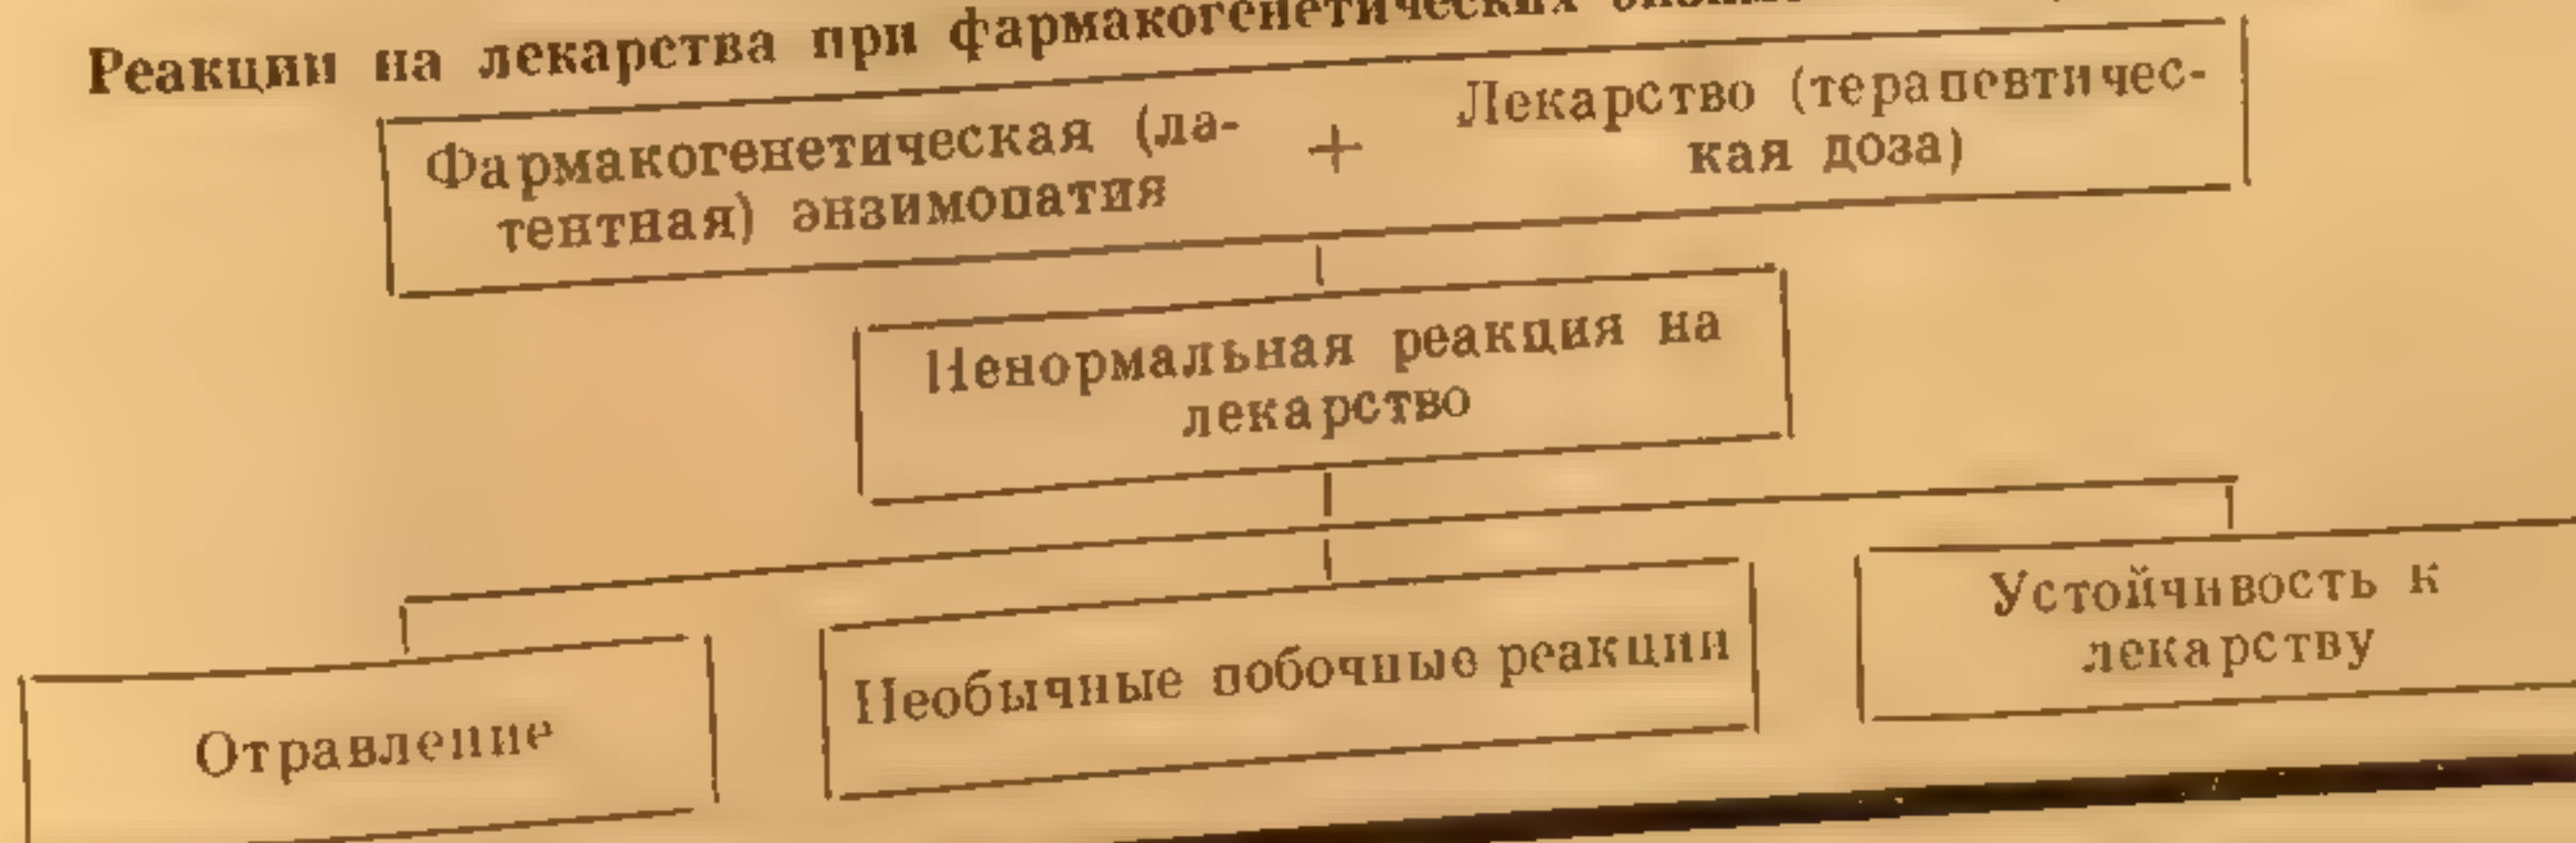 Реакции на лекарства при фармакогенетических
Фармакогенетическая (ла-
тентная) энзимопатия
+
Лекарство (терапевтичес-
кая доза)
Ненормальная реакция на
лекарство
Отравление
Необычные побочные реакции
Устойчивость к
лекарству